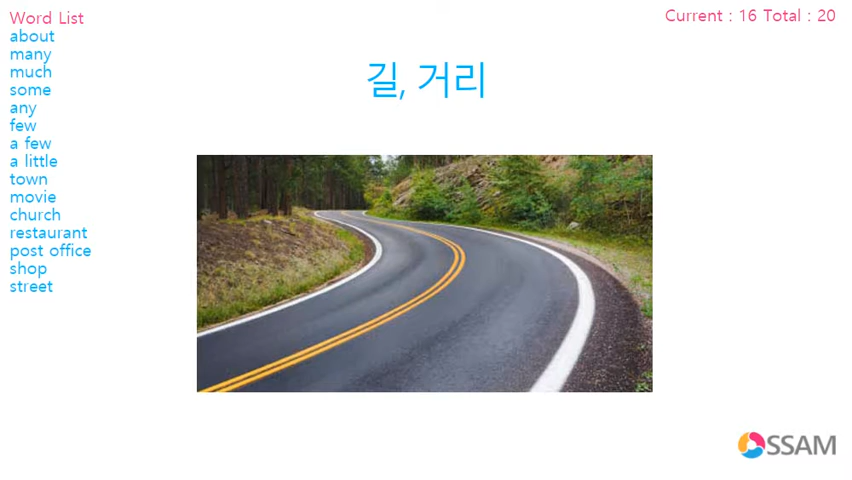 Word List
Current : 16 Total : 20
about
many
much
some
any
few
a few
a little
town
movie
church
restaurant
post office
shop
street
길, 거리
SSAM